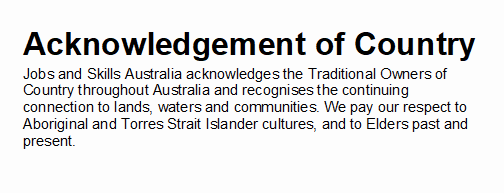 Acknowledgement of Country
Jobs and Skills Australia acknowledges the Traditional Owners of
Country throughout Australia and recognises the continuing
connection to lands, waters and communities. We pay our respect to
Aboriginal and Torres Strait Islander cultures, and to Elders past and
present.